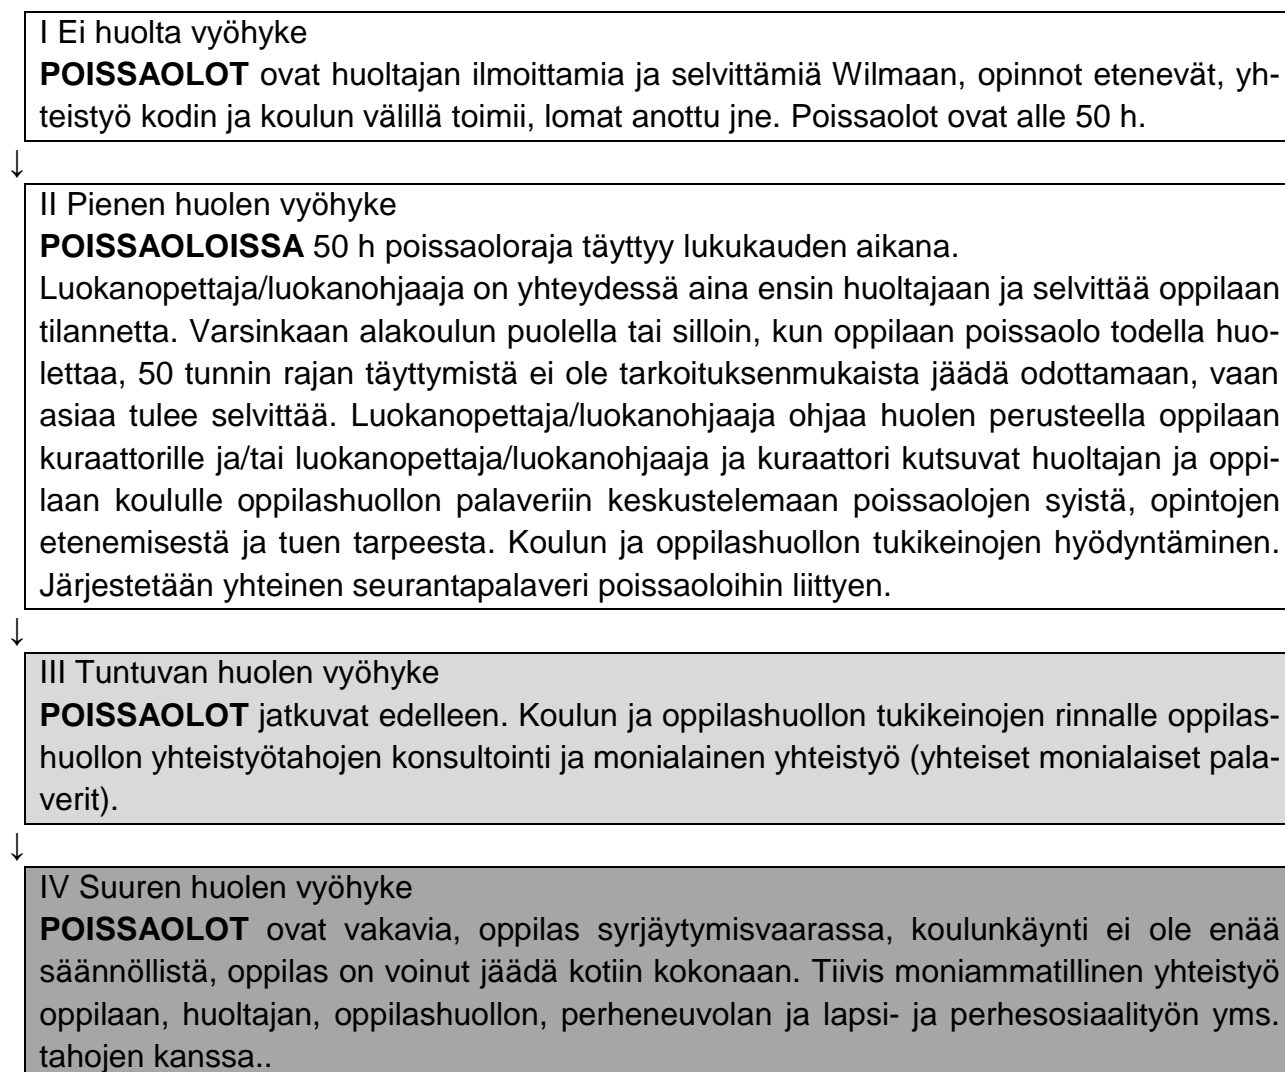 I Ei huolta vyöhyke
POISSAOLOT ovat huoltajan ilmoittamia ja selvittämiä Wilmaan, opinnot etenevät, yh-
teistyö kodin ja koulun välillä toimii, lomat anottu jne. Poissaolot ovat alle 50 h.
↓
II Pienen huolen vyöhyke
POISSAOLOISSA 50 h poissaoloraja täyttyy lukukauden aikana.
Luokanopettaja/luokanohjaaja on yhteydessä aina ensin huoltajaan ja selvittää oppilaan
tilannetta. Varsinkaan alakoulun puolella tai silloin, kun oppilaan poissaolo todella huo-
lettaa, 50 tunnin rajan täyttymistä ei ole tarkoituksenmukaista jäädä odottamaan, vaan
asiaa tulee selvittää. Luokanopettaja/luokanohjaaja ohjaa huolen perusteella oppilaan
kuraattorille ja/tai luokanopettaja/luokanohjaaja ja kuraattori kutsuvat huoltajan ja oppi-
laan koululle oppilashuollon palaveriin keskustelemaan poissaolojen syistä, opintojen
etenemisestä ja tuen tarpeesta. Koulun ja oppilashuollon tukikeinojen hyödyntäminen.
Järjestetään yhteinen seurantapalaveri poissaoloihin liittyen.
↓
III Tuntuvan huolen vyöhyke
POISSAOLOT jatkuvat edelleen. Koulun ja oppilashuollon tukikeinojen rinnalle oppilas-
huollon yhteistyötahojen konsultointi ja monialainen yhteistyö (yhteiset monialaiset pala-
verit).
↓
IV Suuren huolen vyöhyke
POISSAOLOT ovat vakavia, oppilas syrjäytymisvaarassa, koulunkäynti ei ole enää
säännöllistä, oppilas on voinut jäädä kotiin kokonaan. Tiivis moniammatillinen yhteistyö
oppilaan, huoltajan, oppilashuollon, perheneuvolan ja lapsi- ja perhesosiaalityön yms.
tahojen kanssa..